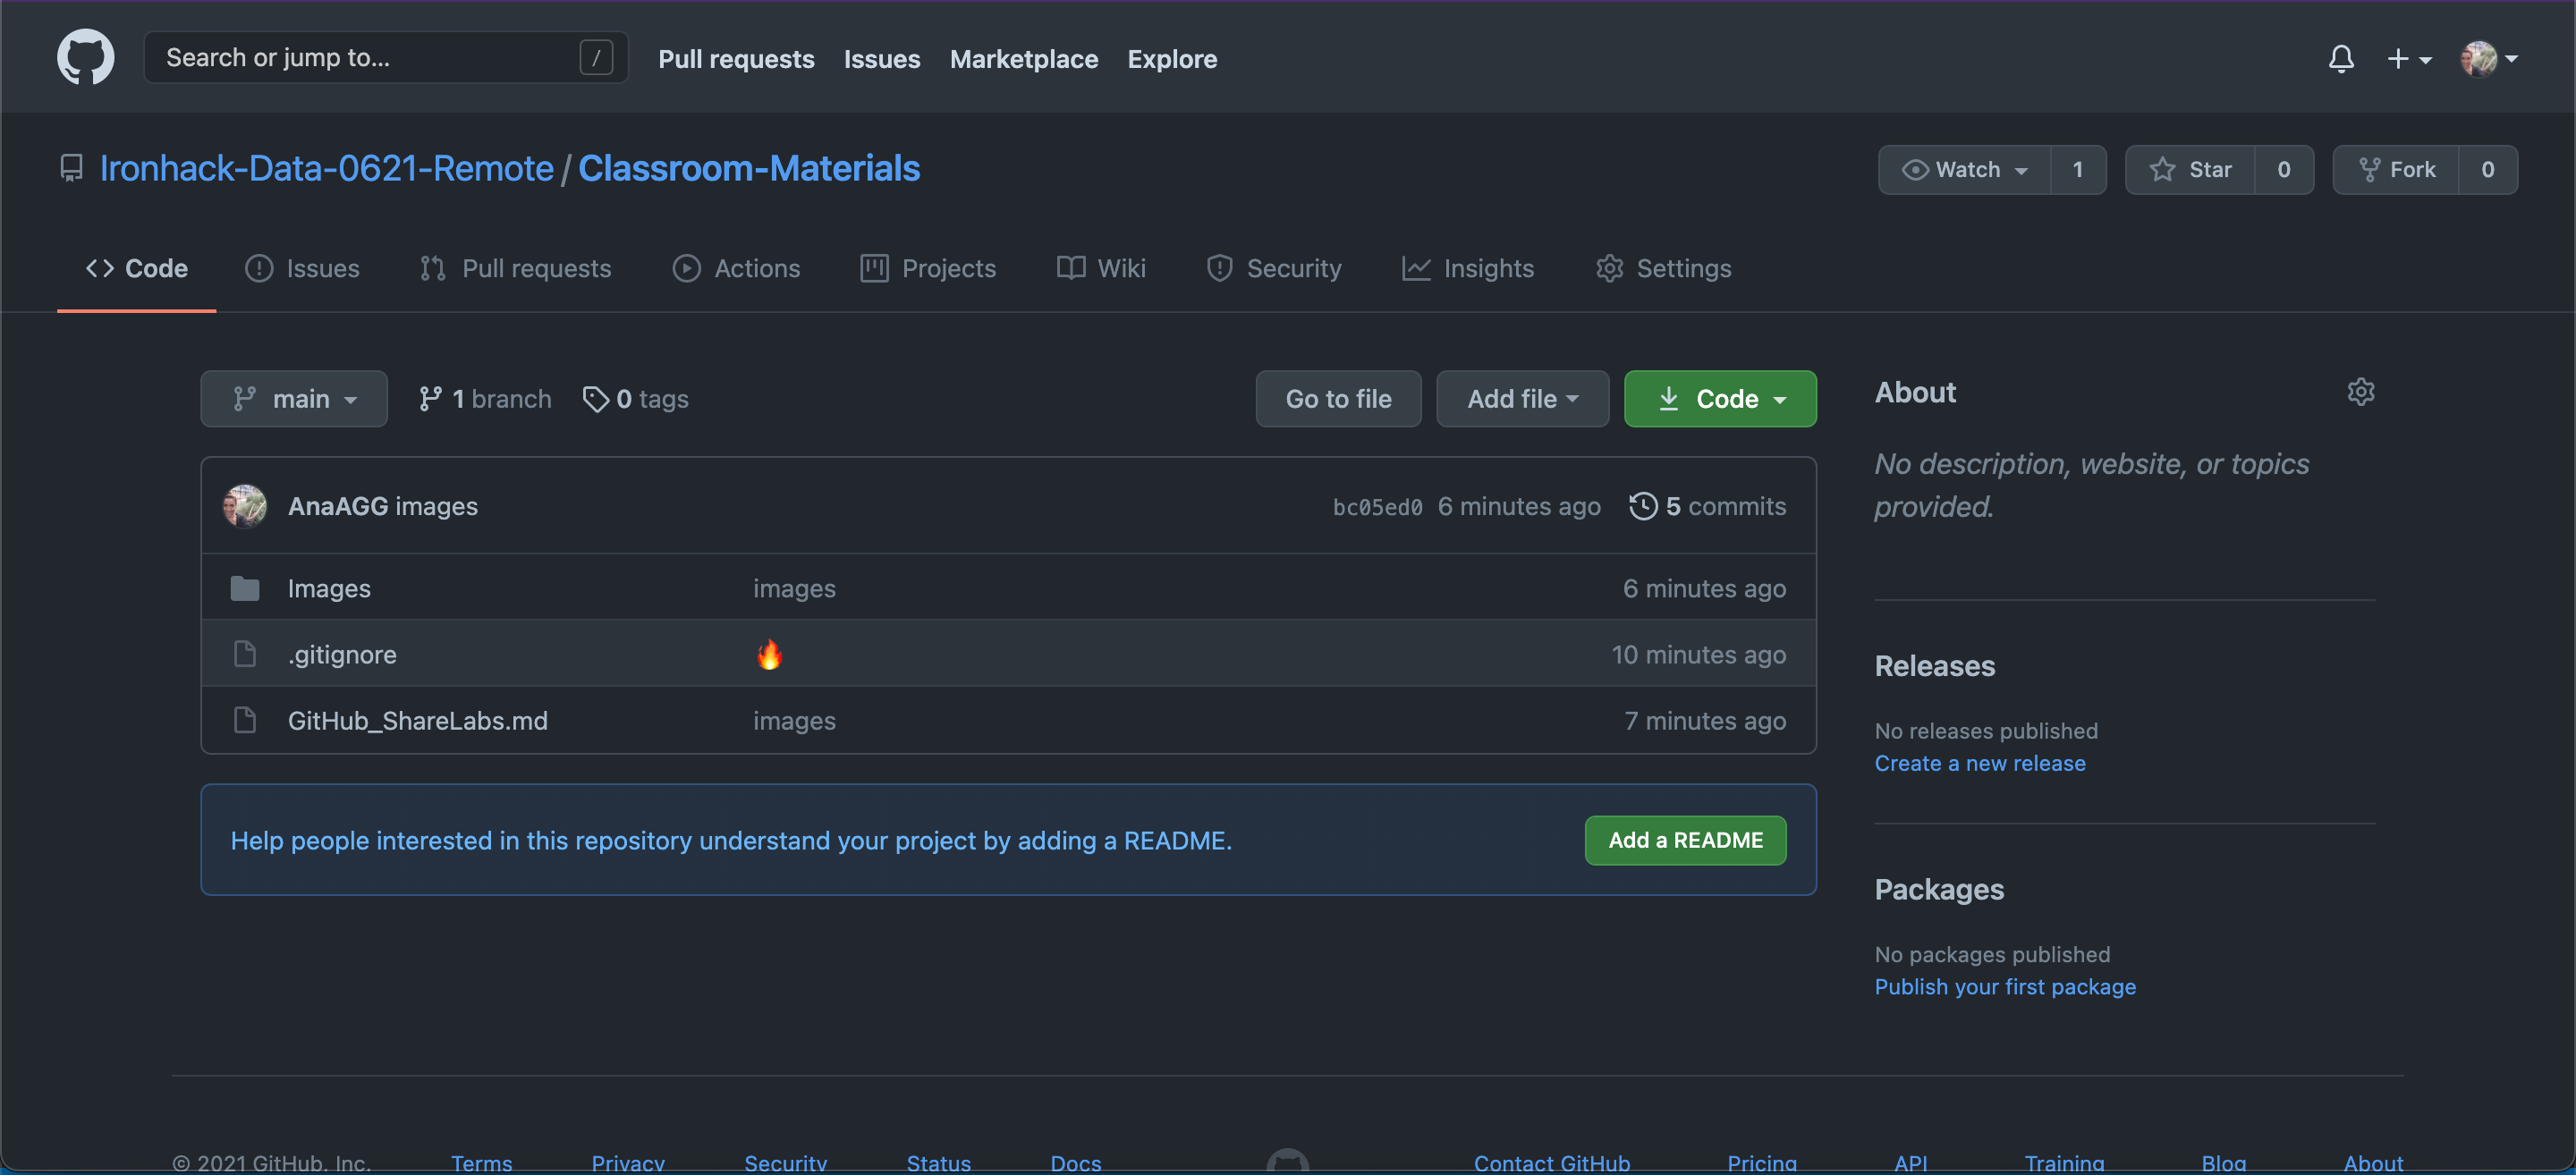 Search or jump to... /
Pull requests Issues Marketplace Explore
Ironhack-Data-0621-Remote / Classroom-Materials
Watch 1 Star 0 Fork 0
Code Issues Pull requests Actions Projects Wiki Security Insights Settings
main 1 branch 0 tags Go to file Add file Code
AnaAGG images bc05ed0 6 minutes ago 5 commits
Images images 6 minutes ago
.gitignore 🔥 10 minutes ago
GitHub_ShareLabs.md images 7 minutes ago
Help people interested in this repository understand your project by adding a README. Add a README
About
No description, website, or topics
provided.
Releases
No releases published
Create a new release
Packages
No packages published
Publish your first package
© 2021 GitHub, Inc. Terms Privacy Security Status Docs Contact GitHub Pricing API Training Blog About